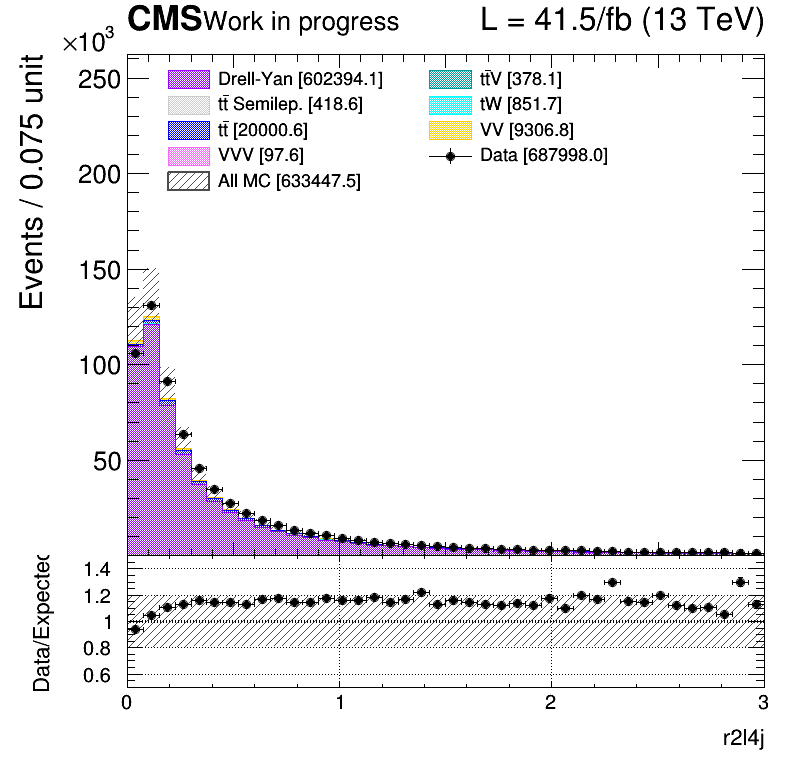 CMS Work in progress L = 41.5/fb (13 TeV)
×10³
Events / 0.075 unit
250
200
150
100
50
Drell-Yan [602394.1]
tt̄ Semilep. [418.6]
tt̄ [20000.6]
VVV [97.6]
All MC [633447.5]
tt̄V [378.1]
tW [851.7]
VV [9306.8]
Data [687998.0]
Data/Expected
1.4
1.2
1
0.8
0.6
0 1 2 3
r2l4j